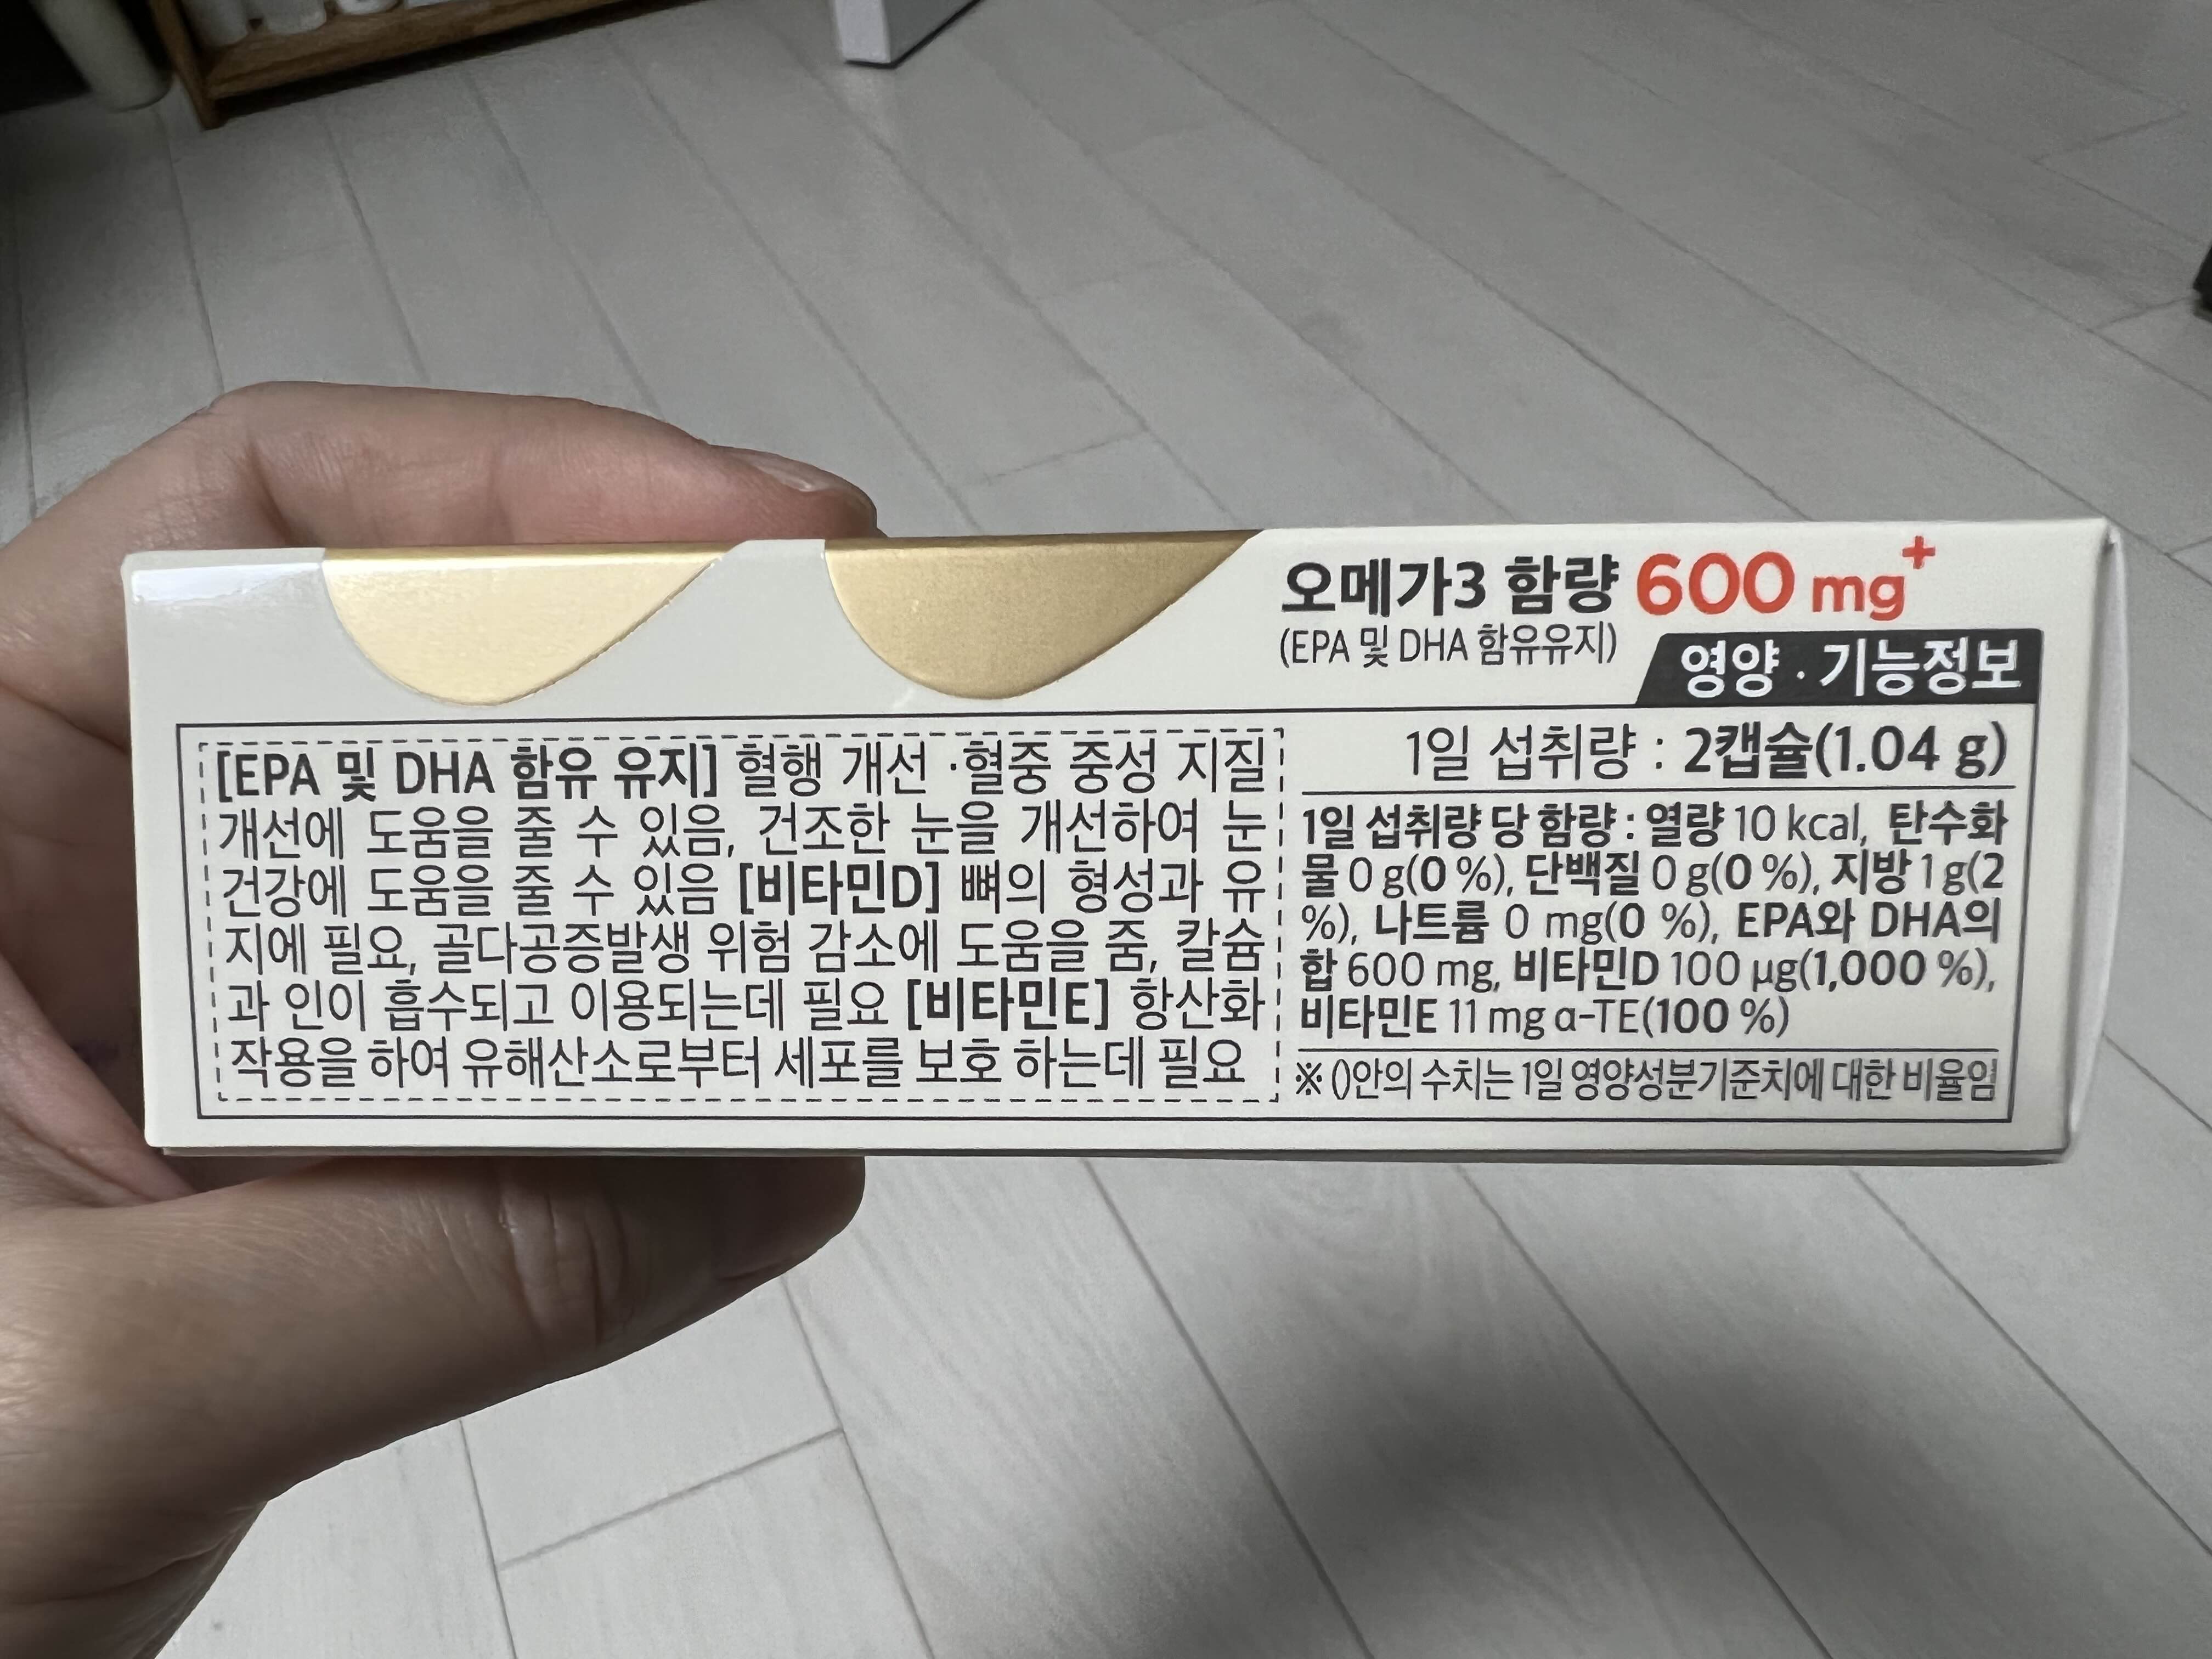 오메가3 함량 600 mg+
(EPA 및 DHA 함유유지)
영양·기능정보
[EPA 및 DHA 함유 유지] 혈행 개선 ·혈중 중성 지질
개선에 도움을 줄 수 있음, 건조한 눈을 개선하여 눈
건강에 도움을 줄 수 있음 [비타민D] 뼈의 형성과 유
지에 필요, 골다공증발생 위험 감소에 도움을 줌, 칼슘
과 인이 흡수되고 이용되는데 필요 [비타민E] 항산화
작용을 하여 유해산소로부터 세포를 보호 하는데 필요
1일 섭취량 : 2캡슐(1.04 g)
1일 섭취량 당 함량 : 열량 10 kcal, 탄수화
물 0 g(0 %), 단백질 0 g(0 %), 지방 1 g(2
%), 나트륨 0 mg(0 %), EPA와 DHA의
합 600 mg, 비타민D 100 µg(1,000 %),
비타민E 11 mg α-TE(100 %)
※ ()안의 수치는 1일 영양성분기준치에 대한 비율임